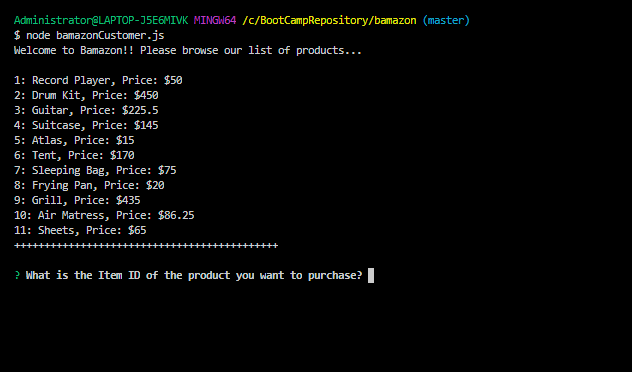 Administrator@LAPTOP-J5E6MIVK MINGW64 /c/BootCampRepository/bamazon (master)
$ node bamazonCustomer.js
Welcome to Bamazon!! Please browse our list of products...
1: Record Player, Price: $50
2: Drum Kit, Price: $450
3: Guitar, Price: $225.5
4: Suitcase, Price: $145
5: Atlas, Price: $15
6: Tent, Price: $170
7: Sleeping Bag, Price: $75
8: Frying Pan, Price: $20
9: Grill, Price: $435
10: Air Matress, Price: $86.25
11: Sheets, Price: $65
++++++++++++++++++++++++++++++++++++++++++++
? What is the Item ID of the product you want to purchase?